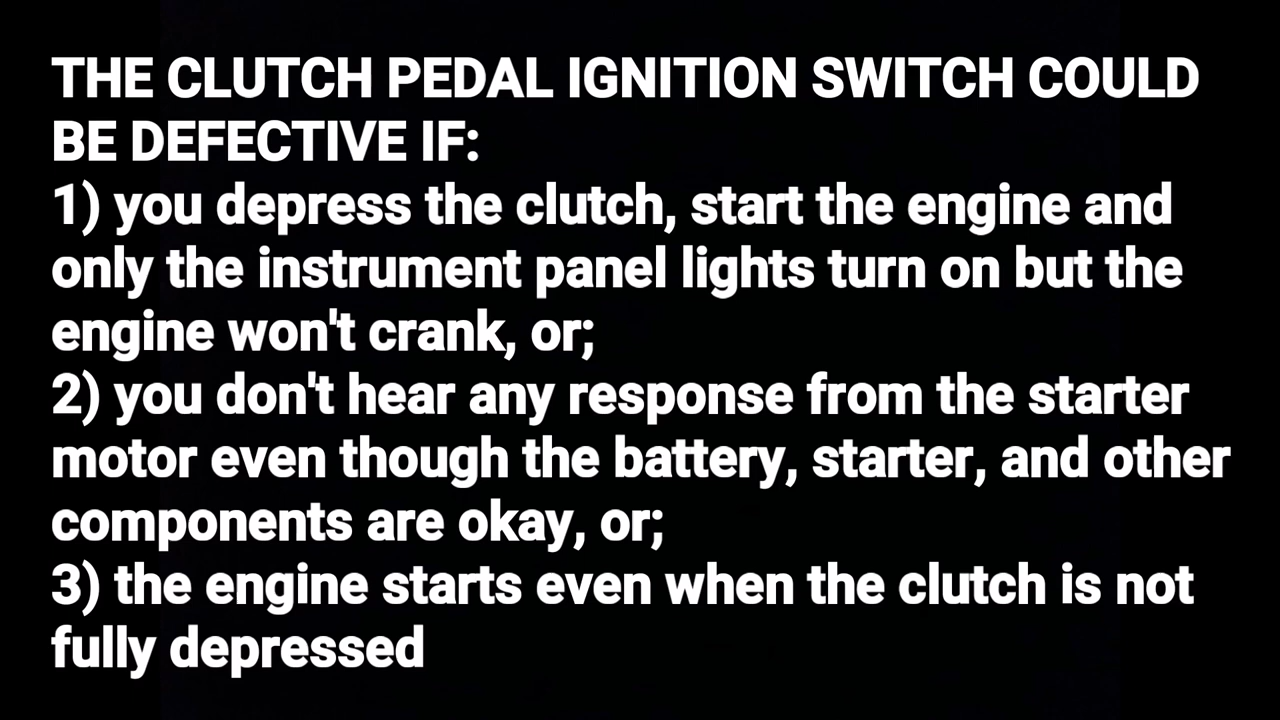 THE CLUTCH PEDAL IGNITION SWITCH COULD
BE DEFECTIVE IF:
1) you depress the clutch, start the engine and
only the instrument panel lights turn on but the
engine won't crank, or;
2) you don't hear any response from the starter
motor even though the battery, starter, and other
components are okay, or;
3) the engine starts even when the clutch is not
fully depressed